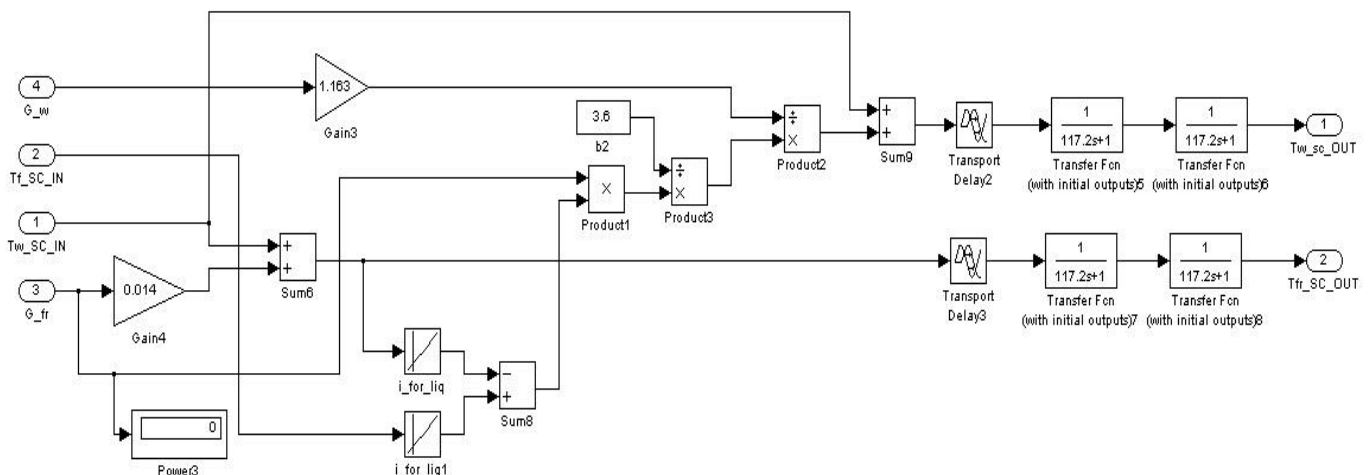 4
G_w
1.163
Gain3
2
Tf_SC_IN
1
Tw_SC_IN
3
G_fr
0.014
Gain4
+
+
Sum6
0
Power3
i_for_liq
i_for_liq1
−
+
Sum8
3.6
b2
×
Product1
÷
×
Product3
÷
×
Product2
+
+
Sum9
Transport
Delay2
1
117.2s+1
Transfer Fcn
(with initial outputs)5
1
117.2s+1
Transfer Fcn
(with initial outputs)6
1
Tw_sc_OUT
Transport
Delay3
1
117.2s+1
Transfer Fcn
(with initial outputs)7
1
117.2s+1
Transfer Fcn
(with initial outputs)8
2
Tfr_SC_OUT